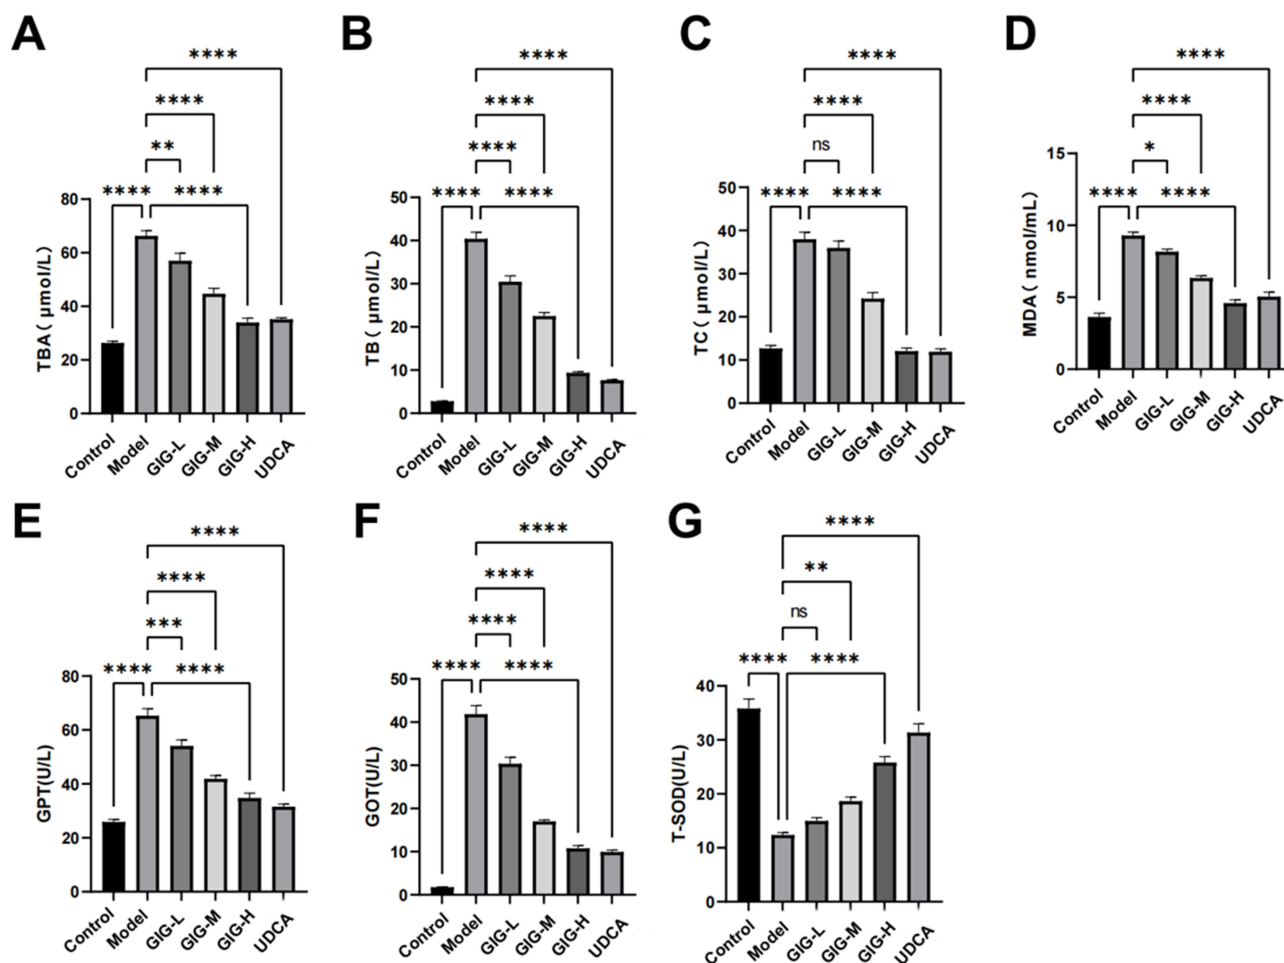 A
****
****
**
**** ****
TBA( μmol/L)
80
60
40
20
0
Control
Model
GIG-L
GIG-M
GIG-H
UDCA
B
****
****
****
**** ****
TB( μmol/L)
50
40
30
20
10
0
Control
Model
GIG-L
GIG-M
GIG-H
UDCA
C
****
****
ns
**** ****
TC( μmol/L)
50
40
30
20
10
0
Control
Model
GIG-L
GIG-M
GIG-H
UDCA
D
****
****
*
**** ****
MDA( nmol/mL)
15
10
5
0
Control
Model
GIG-L
GIG-M
GIG-H
UDCA
E
****
****
***
**** ****
GPT(U/L)
80
60
40
20
0
Control
Model
GIG-L
GIG-M
GIG-H
UDCA
F
****
****
****
**** ****
GOT(U/L)
50
40
30
20
10
0
Control
Model
GIG-L
GIG-M
GIG-H
UDCA
G
****
**
ns
**** ****
T-SOD(U/L)
40
30
20
10
0
Control
Model
GIG-L
GIG-M
GIG-H
UDCA